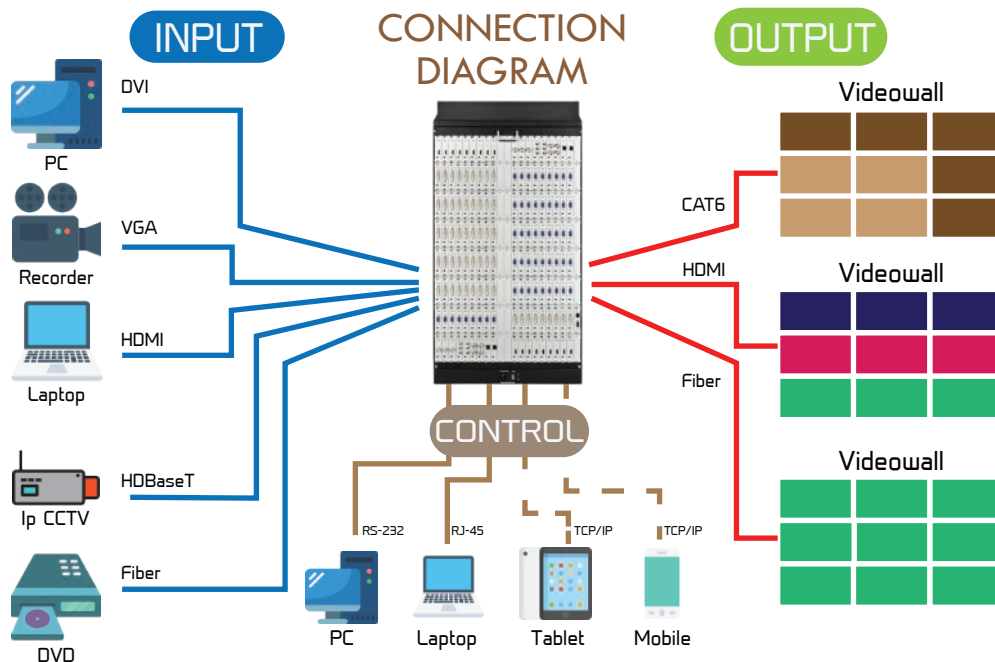 INPUT
CONNECTION
DIAGRAM
OUTPUT
DVI
PC
VGA
Recorder
HDMI
Laptop
HDBaseT
Ip CCTV
Fiber
DVD
CONTROL
RS-232
RJ-45
TCP/IP
TCP/IP
PC
Laptop
Tablet
Mobile
Videowall
CAT6
HDMI
Videowall
Fiber
Videowall